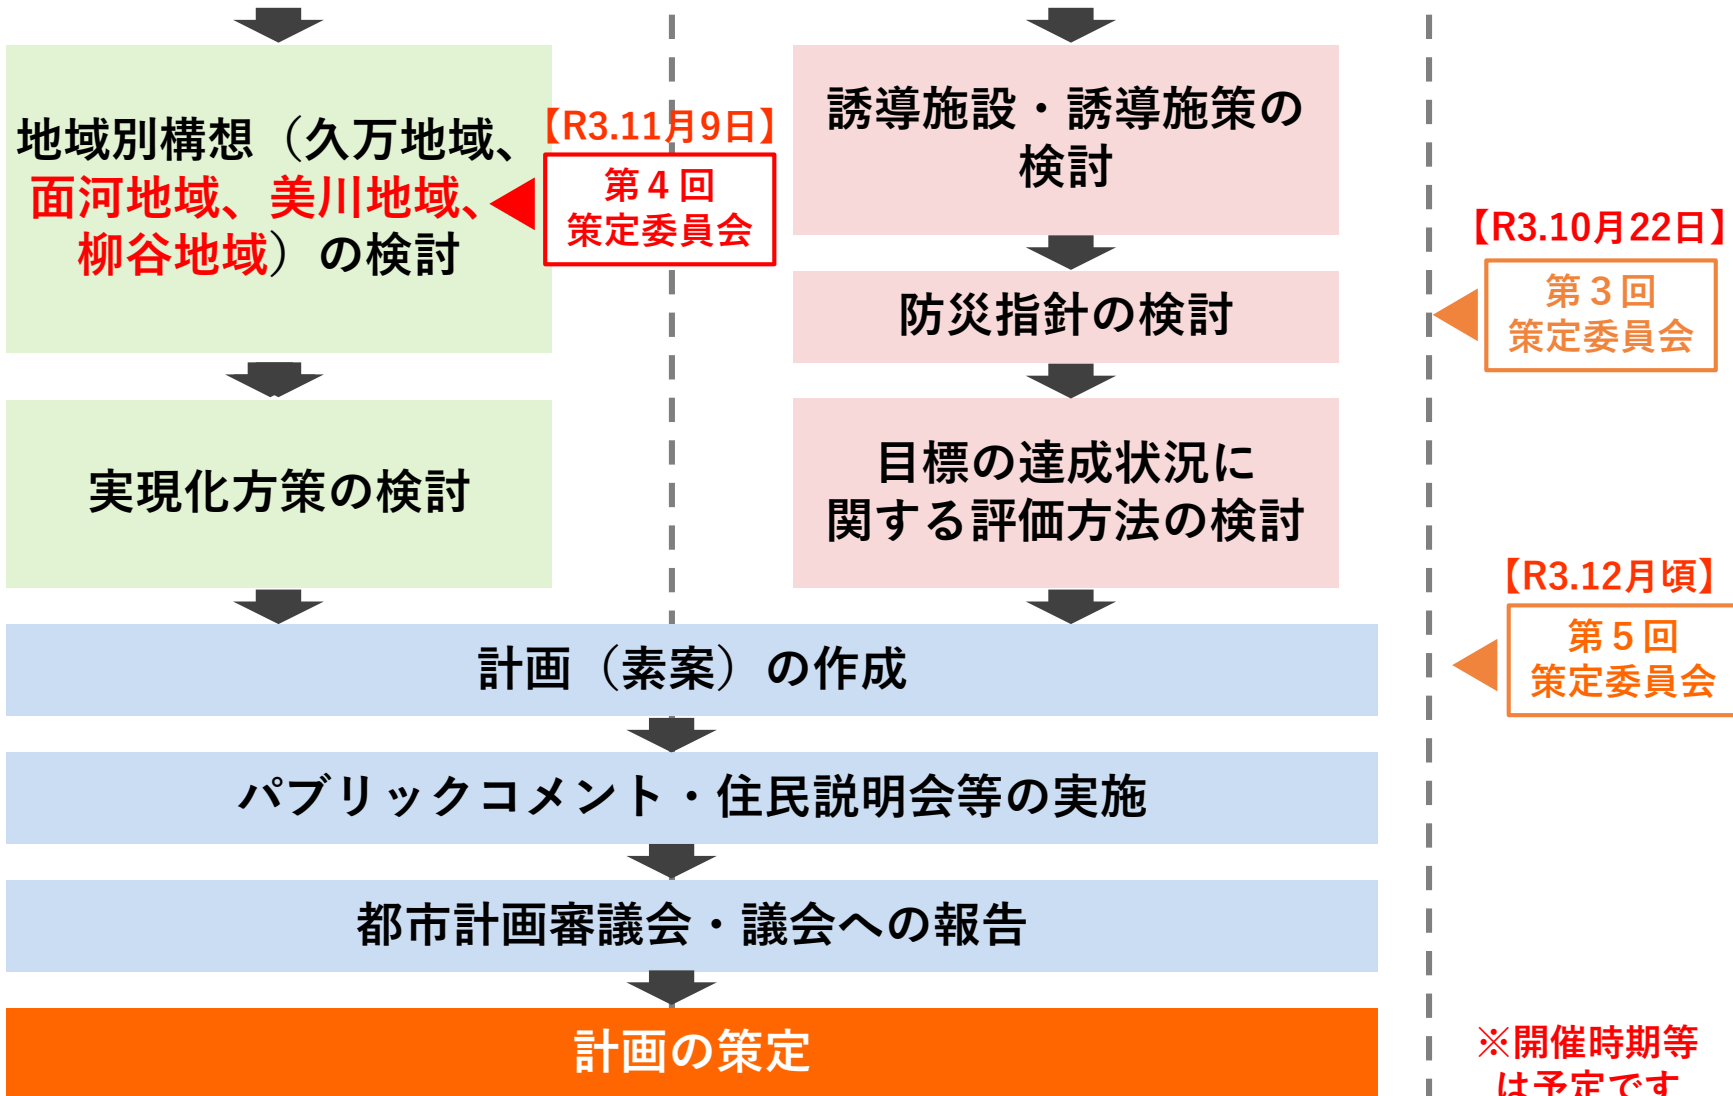 地域別構想（久万地域、
面河地域、美川地域、
柳谷地域）の検討
【R3.11月9日】
第４回
策定委員会
実現化方策の検討
誘導施設・誘導施策の
検討
防災指針の検討
目標の達成状況に
関する評価方法の検討
【R3.10月22日】
第３回
策定委員会
【R3.12月頃】
第５回
策定委員会
計画（素案）の作成
パブリックコメント・住民説明会等の実施
都市計画審議会・議会への報告
計画の策定
※開催時期等
は予定です